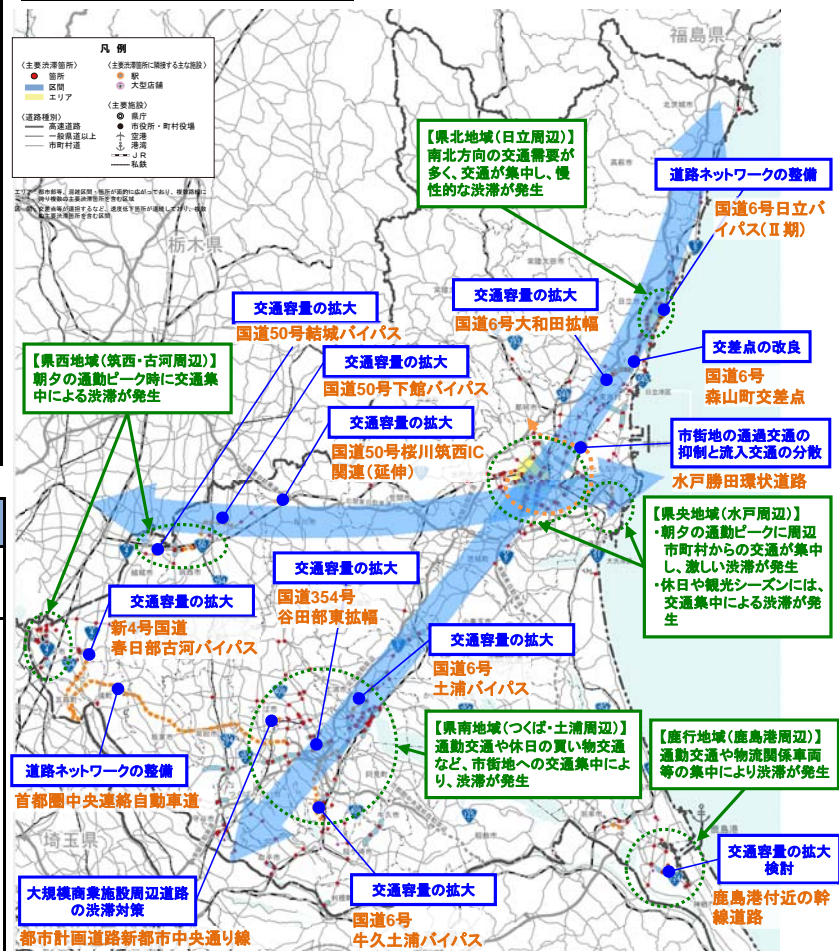 福島県
凡 例
〈主要渋滞箇所〉
箇所
区間
エリア
〈主要渋滞箇所に隣接する主な施設〉
駅
大型店舗
〈道路種別〉
高速道路
一般県道以上
市町村道
〈主要施設〉
県庁
市役所・町村役場
空港
港湾
JR
私鉄
栃木県
北茨城市
高萩市
【県北地域(日立周辺)】
南北方向の交通需要が
多く、交通が集中し、慢
性的な渋滞が発生
道路ネットワークの整備
国道6号日立バ
イパス(Ⅱ期)
交通容量の拡大
国道50号結城バイパス
交通容量の拡大
国道6号大和田拡幅
日立市
【県西地域(筑西・古河周辺)】
朝夕の通勤ピーク時に交通集
中による渋滞が発生
交通容量の拡大
国道50号下館バイパス
交差点の改良
国道6号
森山町交差点
交通容量の拡大
国道50号桜川筑西IC
関連(延伸)
市街地の通過交通の
抑制と流入交通の分散
水戸勝田環状道路
【県央地域(水戸周辺)】
・朝夕の通勤ピークに周辺
市町村からの交通が集中
し、激しい渋滞が発生
・休日や観光シーズンには、
交通集中による渋滞が発
生
交通容量の拡大
国道354号
谷田部東拡幅
交通容量の拡大
新4号国道
春日部古河バイパス
交通容量の拡大
国道6号
土浦バイパス
【県南地域(つくば・土浦周辺)】
通勤交通や休日の買い物交通
など、市街地への交通集中によ
り、渋滞が発生
【鹿行地域(鹿島港周辺)】
通勤交通や物流関係車両
等の集中により渋滞が発生
道路ネットワークの整備
首都圏中央連絡自動車道
埼玉県
鹿島港
交通容量の拡大
検討
鹿島港付近の幹
線道路
大規模商業施設周辺道路
の渋滞対策
都市計画道路新都市中央通り線
交通容量の拡大
国道6号
牛久土浦バイパス